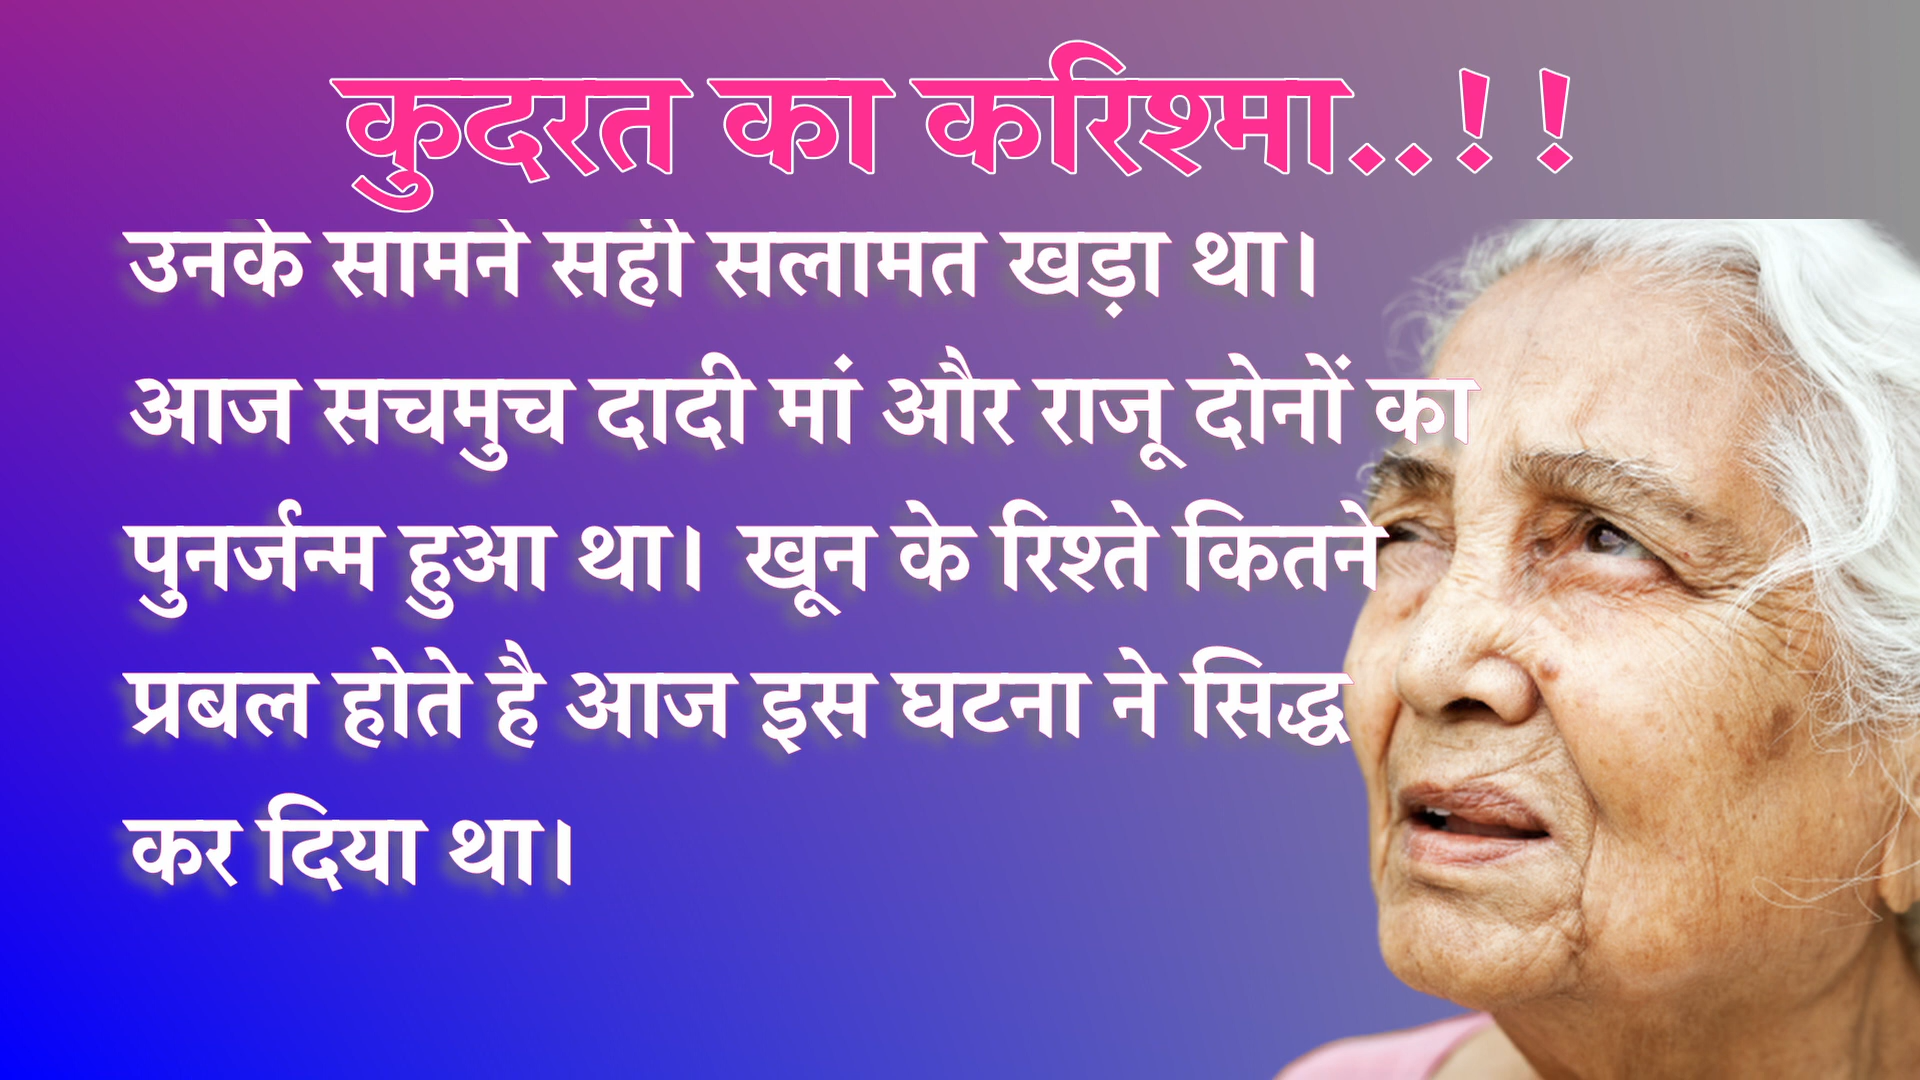 कुदरत का करिश्मा..!!
उनके सामने सही सलामत खड़ा था।
आज सचमुच दादी मां और राजू दोनों का
पुनर्जन्म हुआ था। खून के रिश्ते कितने
प्रबल होते है आज इस घटना ने सिद्ध
कर दिया था।